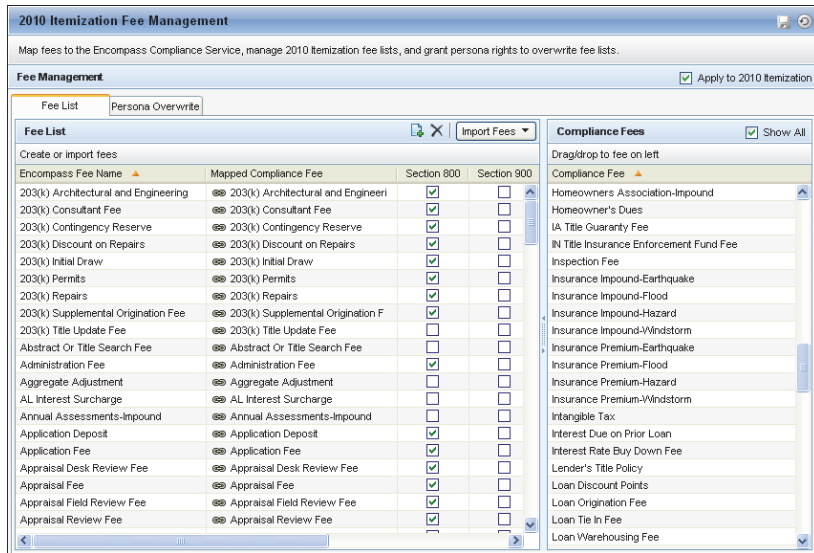 2010 Itemization Fee Management
Map fees to the Encompass Compliance Service, manage 2010 Itemization fee lists, and grant persona rights to overwrite fee lists.
Fee Management
Apply to 2010 Itemization
Fee List
Persona Overwrite
Fee List
Import Fees
Create or import fees
Encompass Fee Name Mapped Compliance Fee Section 800 Section 900
203(k) Architectural and Engineering 203(k) Architectural and Engineeri
203(k) Consultant Fee 203(k) Consultant Fee
203(k) Contingency Reserve 203(k) Contingency Reserve
203(k) Discount on Repairs 203(k) Discount on Repairs
203(k) Initial Draw 203(k) Initial Draw
203(k) Permits 203(k) Permits
203(k) Repairs 203(k) Repairs
203(k) Supplemental Origination Fee 203(k) Supplemental Origination F
203(k) Title Update Fee 203(k) Title Update Fee
Abstract Or Title Search Fee Abstract Or Title Search Fee
Administration Fee Administration Fee
Aggregate Adjustment Aggregate Adjustment
AL Interest Surcharge AL Interest Surcharge
Annual Assessments-Impound Annual Assessments-Impound
Application Deposit Application Deposit
Application Fee Application Fee
Appraisal Desk Review Fee Appraisal Desk Review Fee
Appraisal Fee Appraisal Fee
Appraisal Field Review Fee Appraisal Field Review Fee
Appraisal Review Fee Appraisal Review Fee
Compliance Fees
Show All
Drag/drop to fee on left
Compliance Fee
Homeowners Association-Impound
Homeowner's Dues
IA Title Guaranty Fee
IN Title Insurance Enforcement Fund Fee
Inspection Fee
Insurance Impound-Earthquake
Insurance Impound-Flood
Insurance Impound-Hazard
Insurance Impound-Windstorm
Insurance Premium-Earthquake
Insurance Premium-Flood
Insurance Premium-Hazard
Insurance Premium-Windstorm
Intangible Tax
Interest Due on Prior Loan
Interest Rate Buy Down Fee
Lender's Title Policy
Loan Discount Points
Loan Origination Fee
Loan Tie In Fee
Loan Warehousing Fee